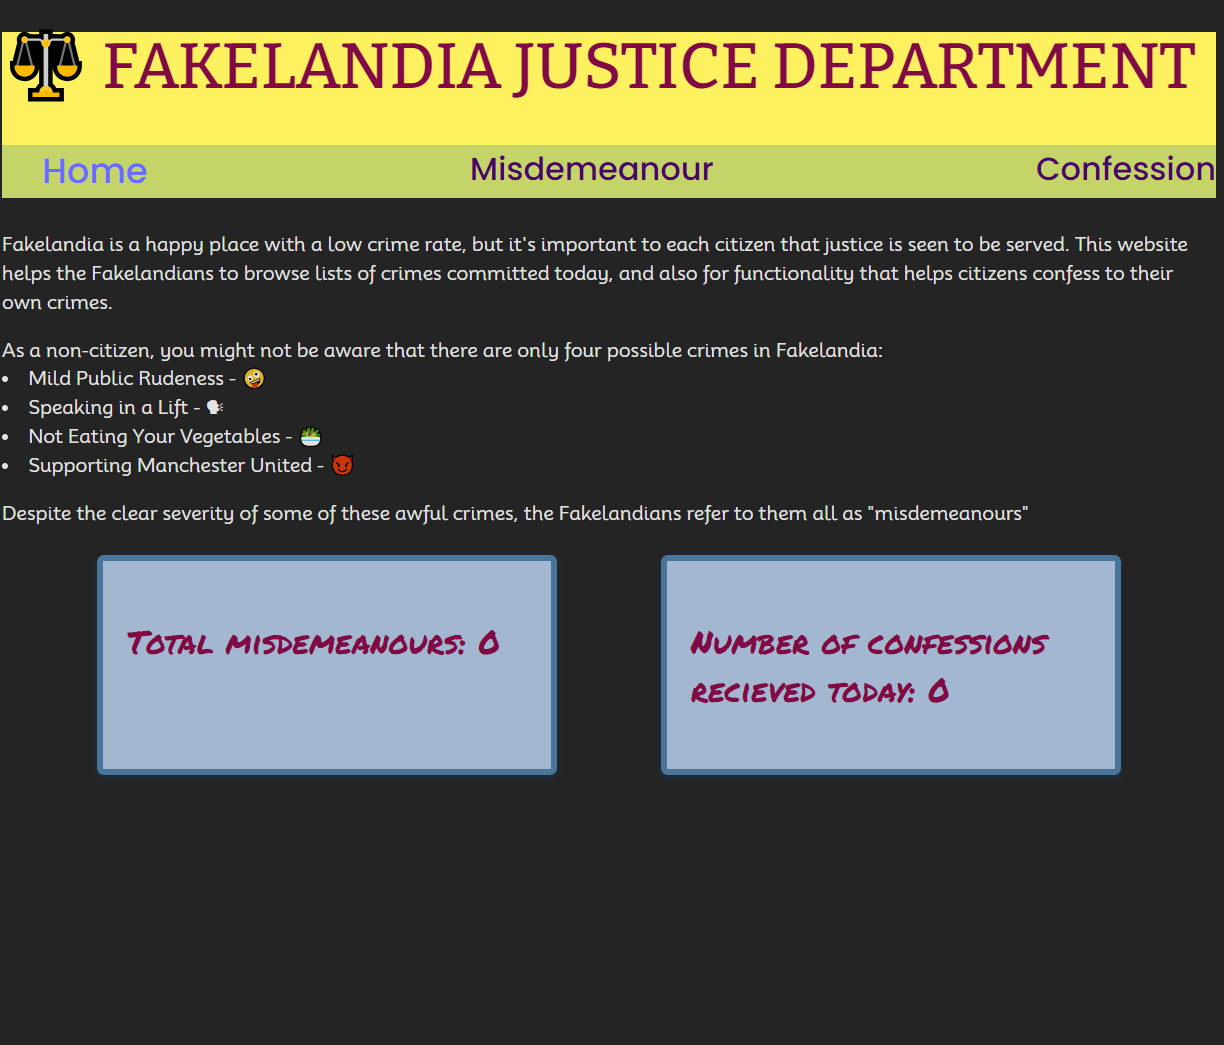 FAKELANDIA JUSTICE DEPARTMENT
Home Misdemeanour Confession
Fakelandia is a happy place with a low crime rate, but it's important to each citizen that justice is seen to be served. This website
helps the Fakelandians to browse lists of crimes committed today, and also for functionality that helps citizens confess to their
own crimes.
As a non-citizen, you might not be aware that there are only four possible crimes in Fakelandia:
• Mild Public Rudeness - 🤪
• Speaking in a Lift - 🗣
• Not Eating Your Vegetables - 🥗
• Supporting Manchester United - 😈
Despite the clear severity of some of these awful crimes, the Fakelandians refer to them all as "misdemeanours"
Total misdemeanours: 0
Number of confessions
recieved today: 0